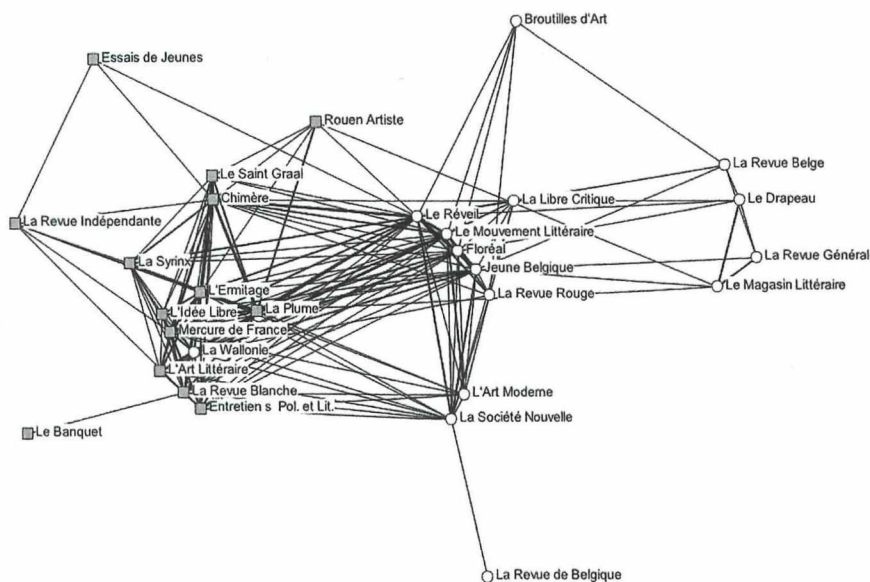 Broutilles d'Art
Essais de Jeunes
Rouen Artiste
La Revue Belge
Le Saint Graal
Chimère
La Libre Critique
Le Drapeau
Le Réveil
La Revue Indépendante
Le Mouvement Littéraire
Floréal
La Revue Général
La Syrinx
Jeune Belgique
Le Magasin Littéraire
L'Ermitage
La Revue Rouge
La Plume
L'Idée Libre
Mercure de France
La Wallonie
L'Art Littéraire
La Revue Blanche
L'Art Moderne
Entretien s Pol. et Lit.
La Société Nouvelle
Le Banquet
La Revue de Belgique